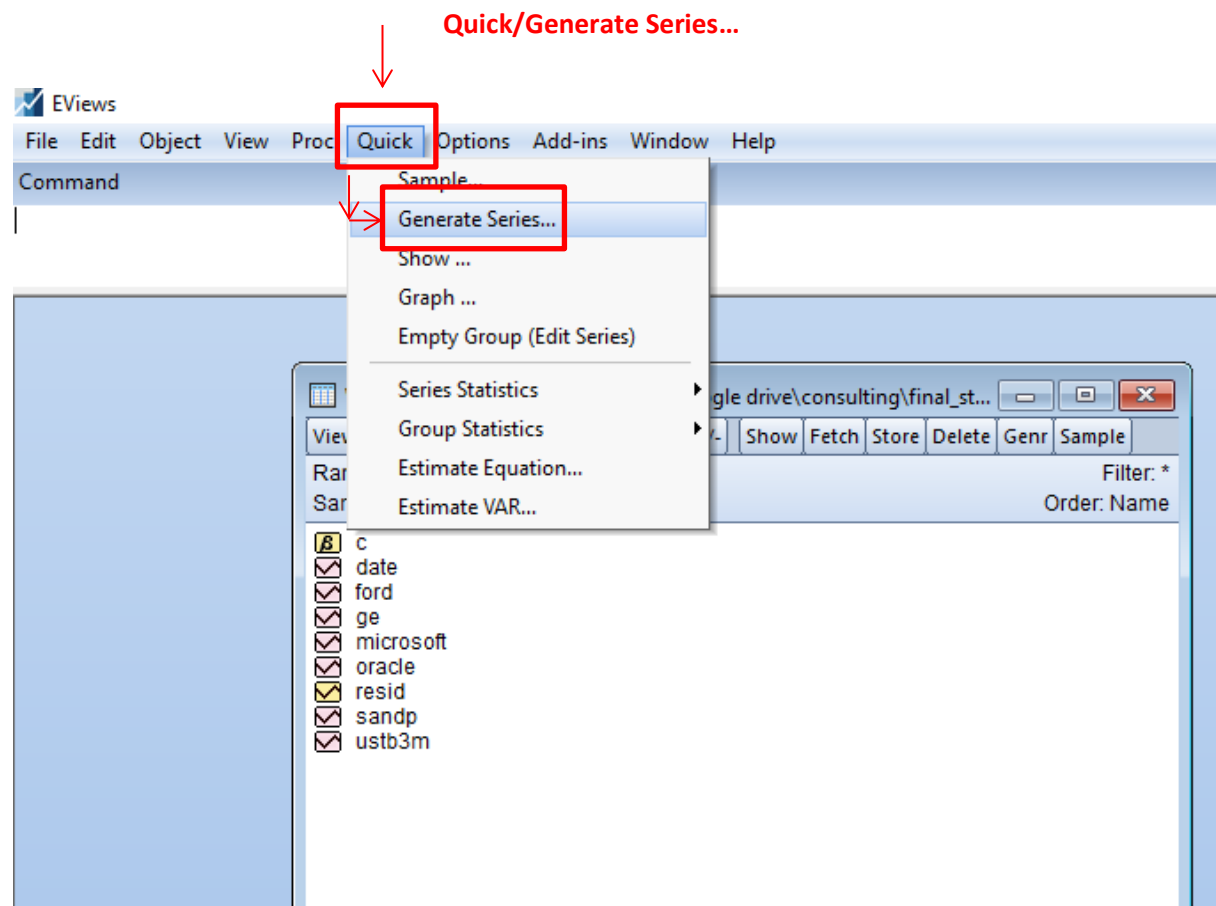 Quick/Generate Series…
EViews
File Edit Object View Proc Quick Options Add-ins Window Help
Command
Sample...
Generate Series...
Show ...
Graph ...
Empty Group (Edit Series)
Series Statistics
Group Statistics
Estimate Equation...
Estimate VAR...
gle drive\consulting\final_st...
Show Fetch Store Delete Genr Sample
Filter: *
Order: Name
β c
date
ford
ge
microsoft
oracle
resid
sandp
ustb3m